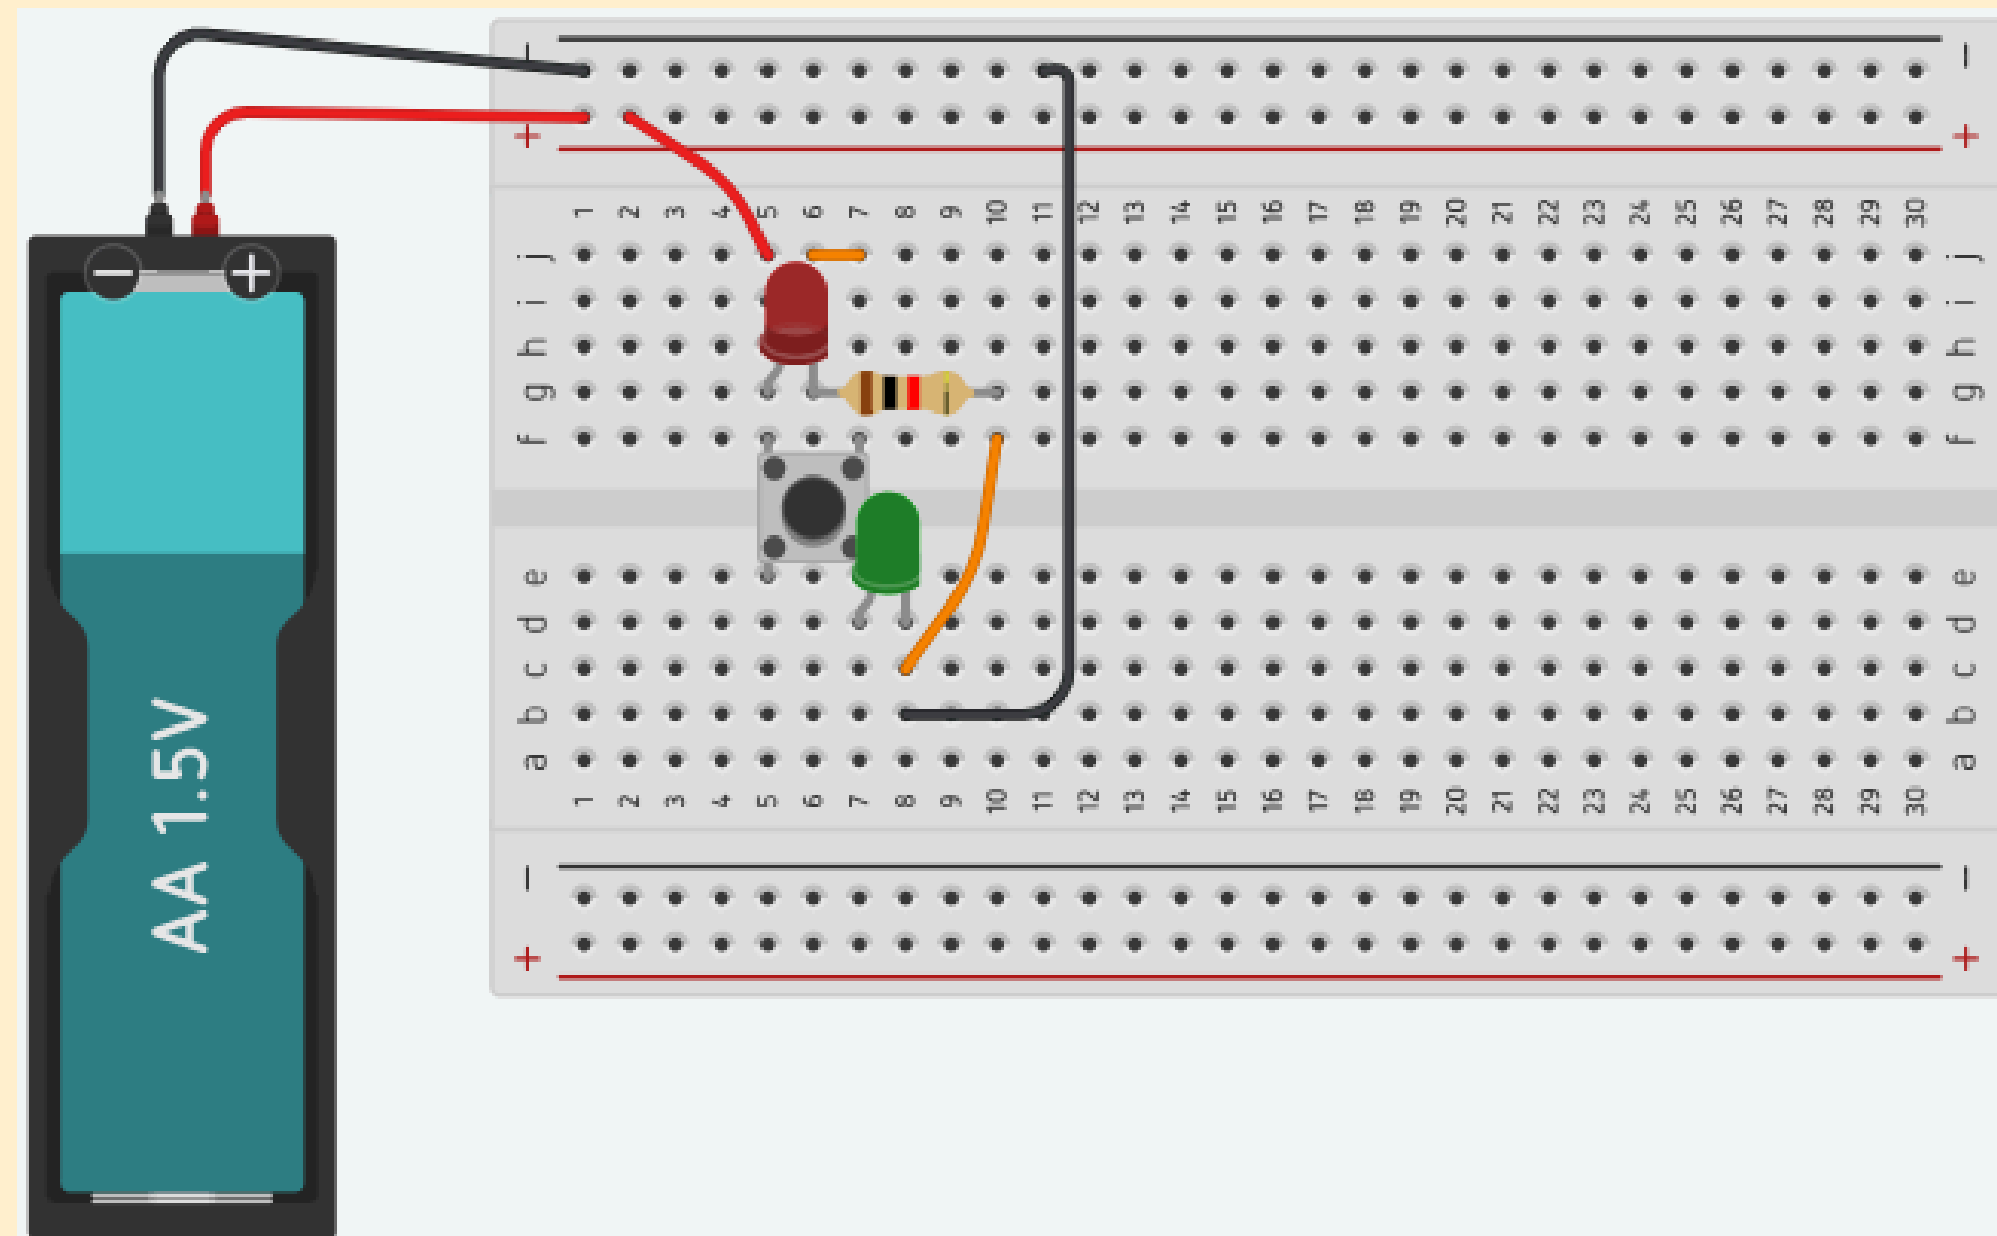 − −
+ +
1 2 3 4 5 6 7 8 9 10 11 12 13 14 15 16 17 18 19 20 21 22 23 24 25 26 27 28 29 30
j j
i i
h h
g g
f f
e e
d d
c c
b b
a a
1 2 3 4 5 6 7 8 9 10 11 12 13 14 15 16 17 18 19 20 21 22 23 24 25 26 27 28 29 30
− −
+ +
− +
AA 1.5V